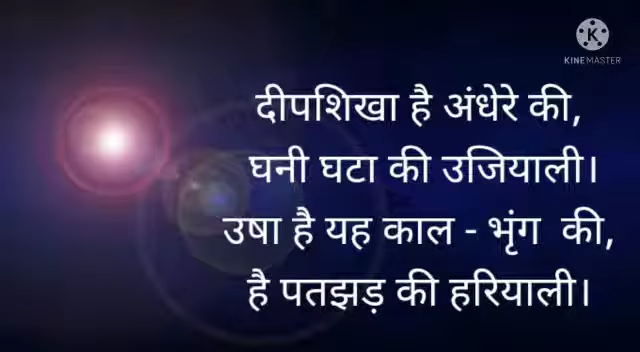 KINEMASTER
दीपशिखा है अंधेरे की,
घनी घटा की उजियाली।
उषा है यह काल - भृंग की,
है पतझड़ की हरियाली।